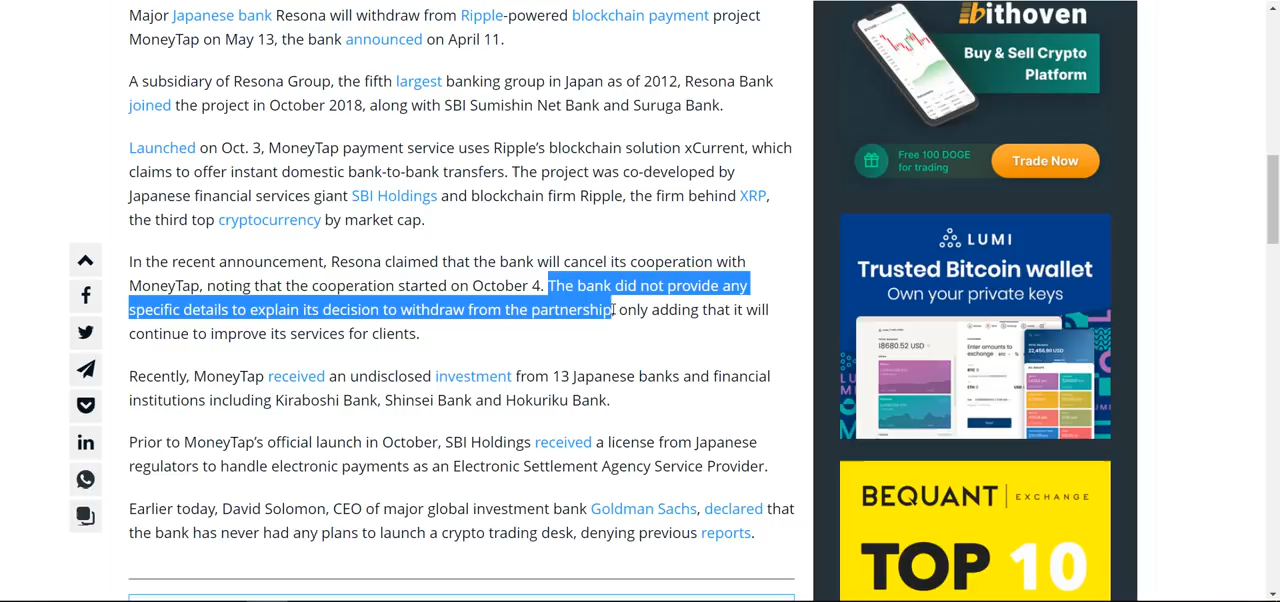 Major Japanese bank Resona will withdraw from Ripple-powered blockchain payment project
MoneyTap on May 13, the bank announced on April 11.
A subsidiary of Resona Group, the fifth largest banking group in Japan as of 2012, Resona Bank
joined the project in October 2018, along with SBI Sumishin Net Bank and Suruga Bank.
Launched on Oct. 3, MoneyTap payment service uses Ripple's blockchain solution xCurrent, which
claims to offer instant domestic bank-to-bank transfers. The project was co-developed by
Japanese financial services giant SBI Holdings and blockchain firm Ripple, the firm behind XRP,
the third top cryptocurrency by market cap.
In the recent announcement, Resona claimed that the bank will cancel its cooperation with
MoneyTap, noting that the cooperation started on October 4. The bank did not provide any
specific details to explain its decision to withdraw from the partnership, only adding that it will
continue to improve its services for clients.
Recently, MoneyTap received an undisclosed investment from 13 Japanese banks and financial
institutions including Kiraboshi Bank, Shinsei Bank and Hokuriku Bank.
Prior to MoneyTap's official launch in October, SBI Holdings received a license from Japanese
regulators to handle electronic payments as an Electronic Settlement Agency Service Provider.
Earlier today, David Solomon, CEO of major global investment bank Goldman Sachs, declared that
the bank has never had any plans to launch a crypto trading desk, denying previous reports.
bithoven
Buy & Sell Crypto
Platform
Free 100 DOGE
for trading
Trade Now
LUMI
Trusted Bitcoin wallet
Own your private keys
18680.52 USD
Enter amounts to
exchange
22,456.80 USD
LUMI
BEQUANT EXCHANGE
TOP 10